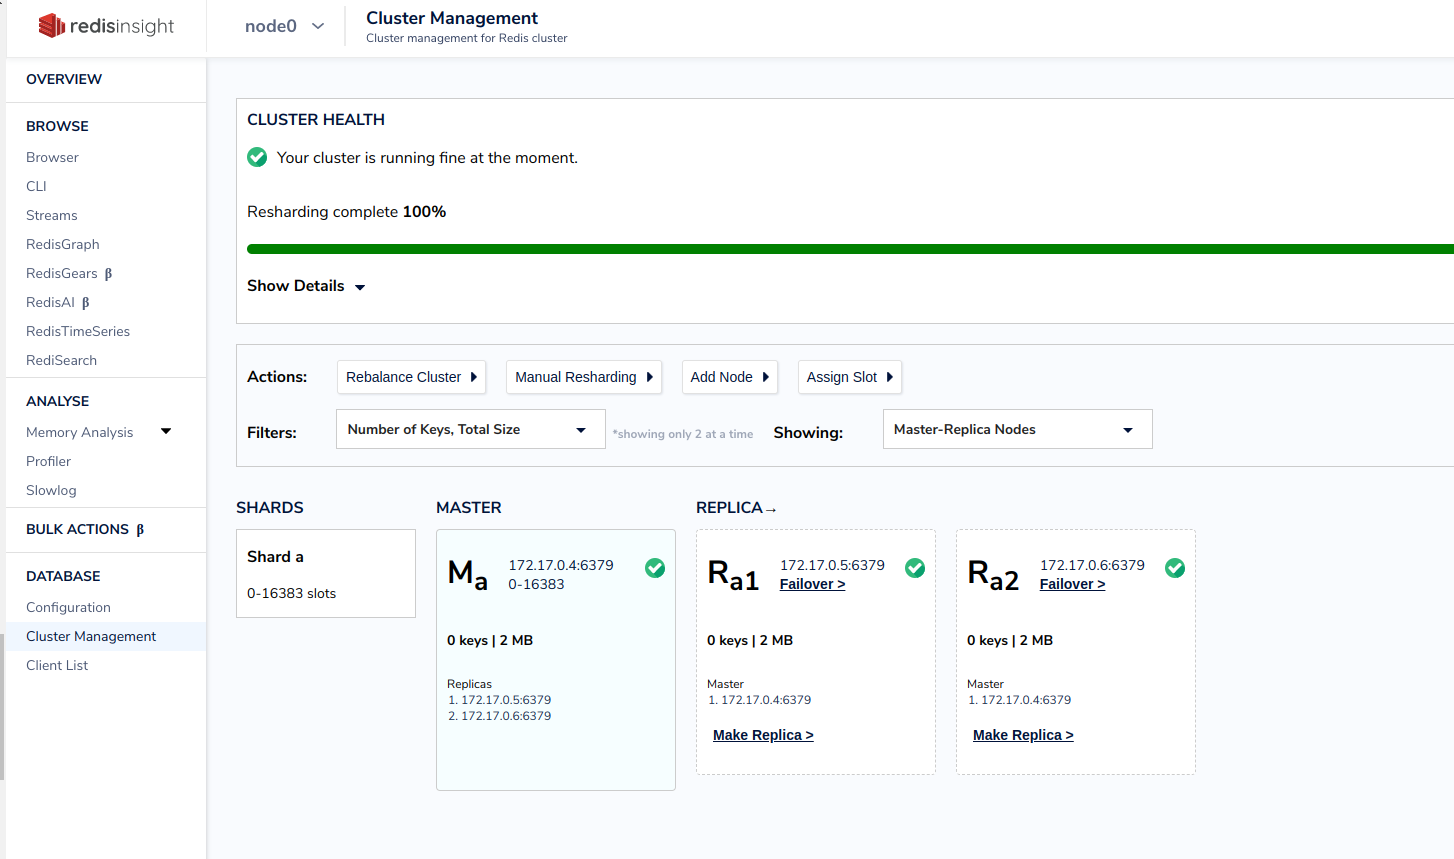 redisinsight
node0
Cluster Management
Cluster management for Redis cluster
OVERVIEW
BROWSE
Browser
CLI
Streams
RedisGraph
RedisGears β
RedisAI β
RedisTimeSeries
RediSearch
ANALYSE
Memory Analysis
Profiler
Slowlog
BULK ACTIONS β
DATABASE
Configuration
Cluster Management
Client List
CLUSTER HEALTH
Your cluster is running fine at the moment.
Resharding complete 100%
Show Details
Actions: Rebalance Cluster Manual Resharding Add Node Assign Slot
Filters: Number of Keys, Total Size *showing only 2 at a time Showing: Master-Replica Nodes
SHARDS
Shard a
0-16383 slots
MASTER
Ma
172.17.0.4:6379
0-16383
0 keys | 2 MB
Replicas
1. 172.17.0.5:6379
2. 172.17.0.6:6379
REPLICA→
Ra1
172.17.0.5:6379
Failover >
0 keys | 2 MB
Master
1. 172.17.0.4:6379
Make Replica >
Ra2
172.17.0.6:6379
Failover >
0 keys | 2 MB
Master
1. 172.17.0.4:6379
Make Replica >